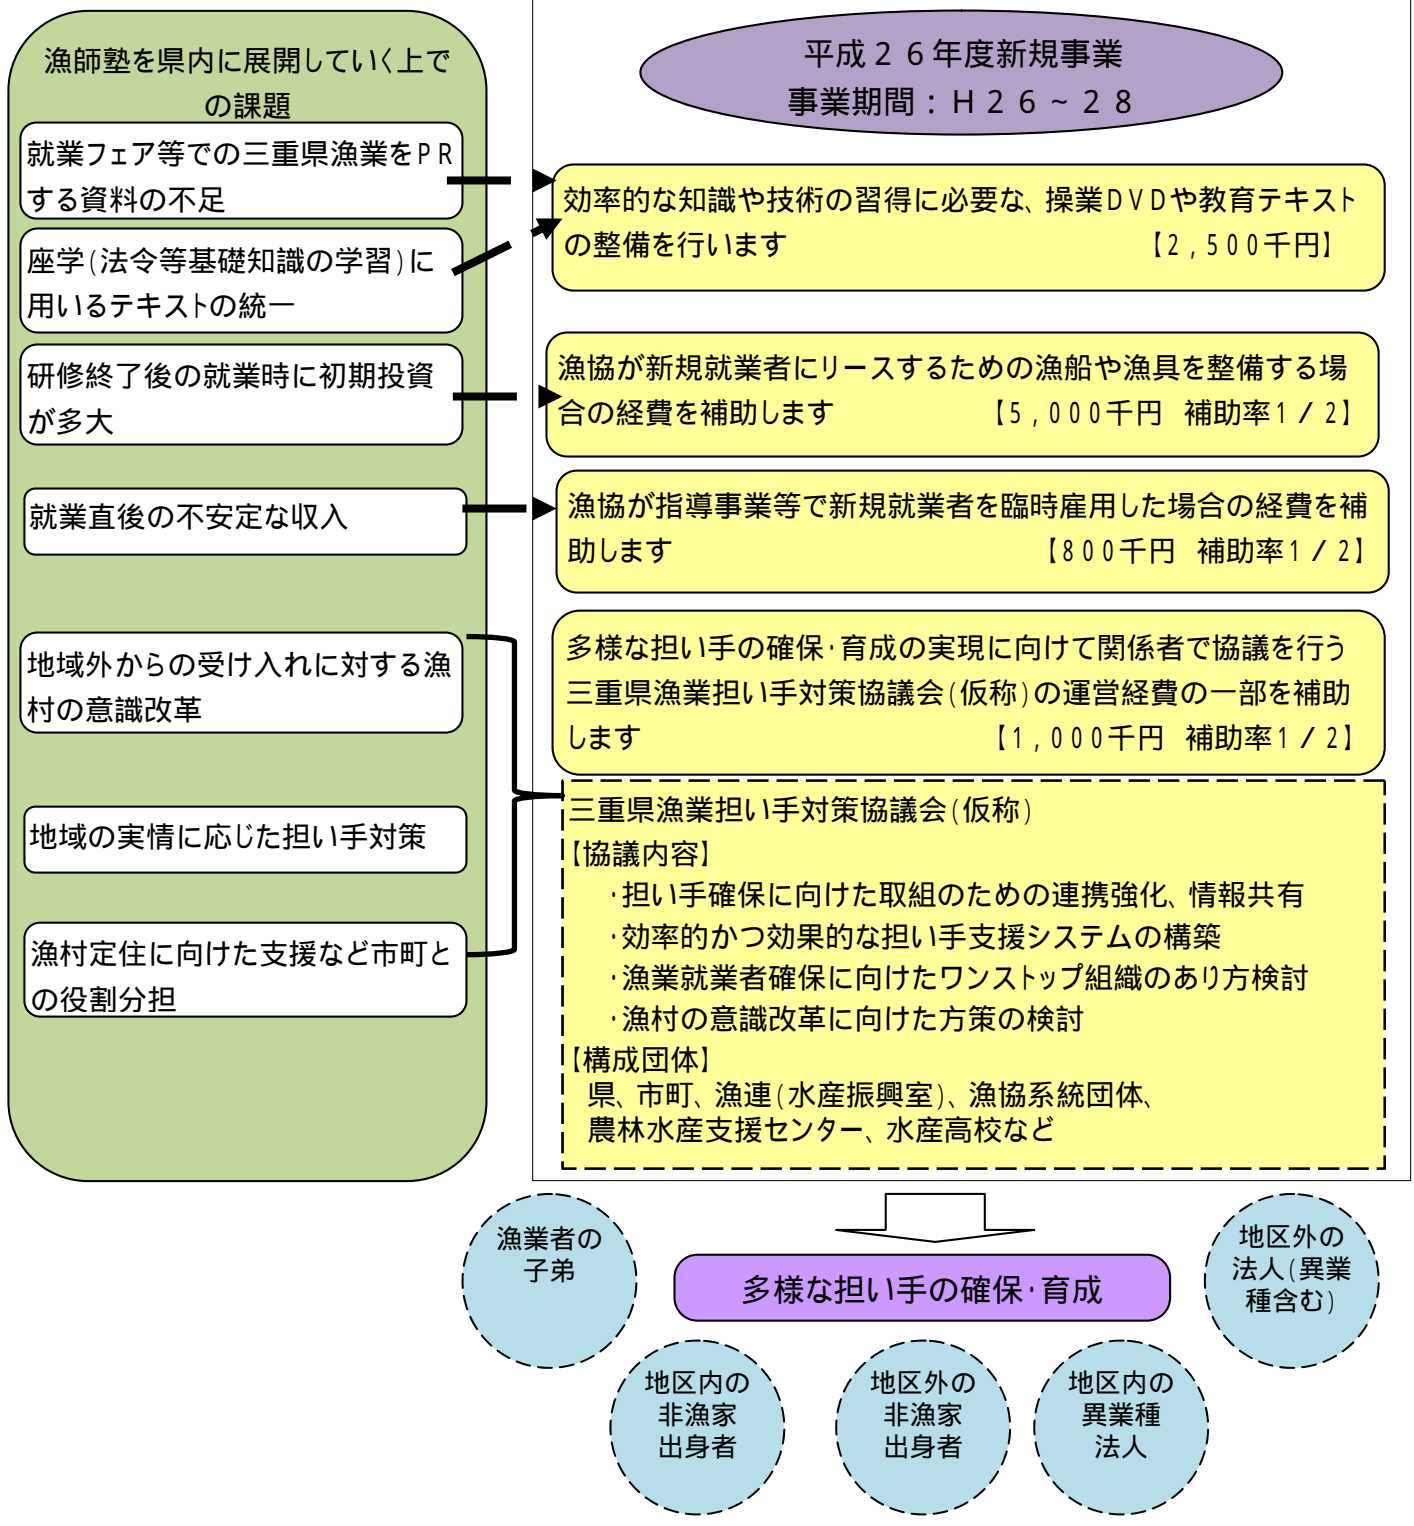 漁師塾を県内に展開していく上で
の課題
就業フェア等での三重県漁業をPR
する資料の不足
座学(法令等基礎知識の学習)に
用いるテキストの統一
研修終了後の就業時に初期投資
が多大
就業直後の不安定な収入
地域外からの受け入れに対する漁
村の意識改革
地域の実情に応じた担い手対策
漁村定住に向けた支援など市町と
の役割分担
平成26年度新規事業
事業期間:H26~28
効率的な知識や技術の習得に必要な、操業DVDや教育テキスト
の整備を行います 【2,500千円】
漁協が新規就業者にリースするための漁船や漁具を整備する場
合の経費を補助します 【5,000千円 補助率1/2】
漁協が指導事業等で新規就業者を臨時雇用した場合の経費を補
助します 【800千円 補助率1/2】
多様な担い手の確保・育成の実現に向けて関係者で協議を行う
三重県漁業担い手対策協議会(仮称)の運営経費の一部を補助
します 【1,000千円 補助率1/2】
三重県漁業担い手対策協議会(仮称)
【協議内容】
・担い手確保に向けた取組のための連携強化、情報共有
・効率的かつ効果的な担い手支援システムの構築
・漁業就業者確保に向けたワンストップ組織のあり方検討
・漁村の意識改革に向けた方策の検討
【構成団体】
県、市町、漁連(水産振興室)、漁協系統団体、
農林水産支援センター、水産高校など
漁業者の
子弟
多様な担い手の確保・育成
地区外の
法人(異業
種含む)
地区内の
非漁家
出身者
地区外の
非漁家
出身者
地区内の
異業種
法人